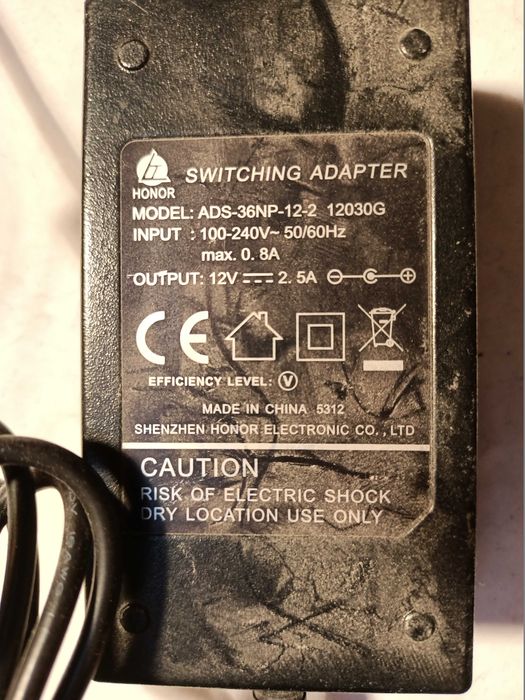 HONOR
SWITCHING ADAPTER
MODEL: ADS-36NP-12-2 12030G
INPUT : 100-240V~ 50/60Hz
max. 0. 8A
OUTPUT: 12V ⎓ 2. 5A
CE
EFFICIENCY LEVEL: V
MADE IN CHINA 5312
SHENZHEN HONOR ELECTRONIC CO. , LTD
CAUTION
RISK OF ELECTRIC SHOCK
DRY LOCATION USE ONLY